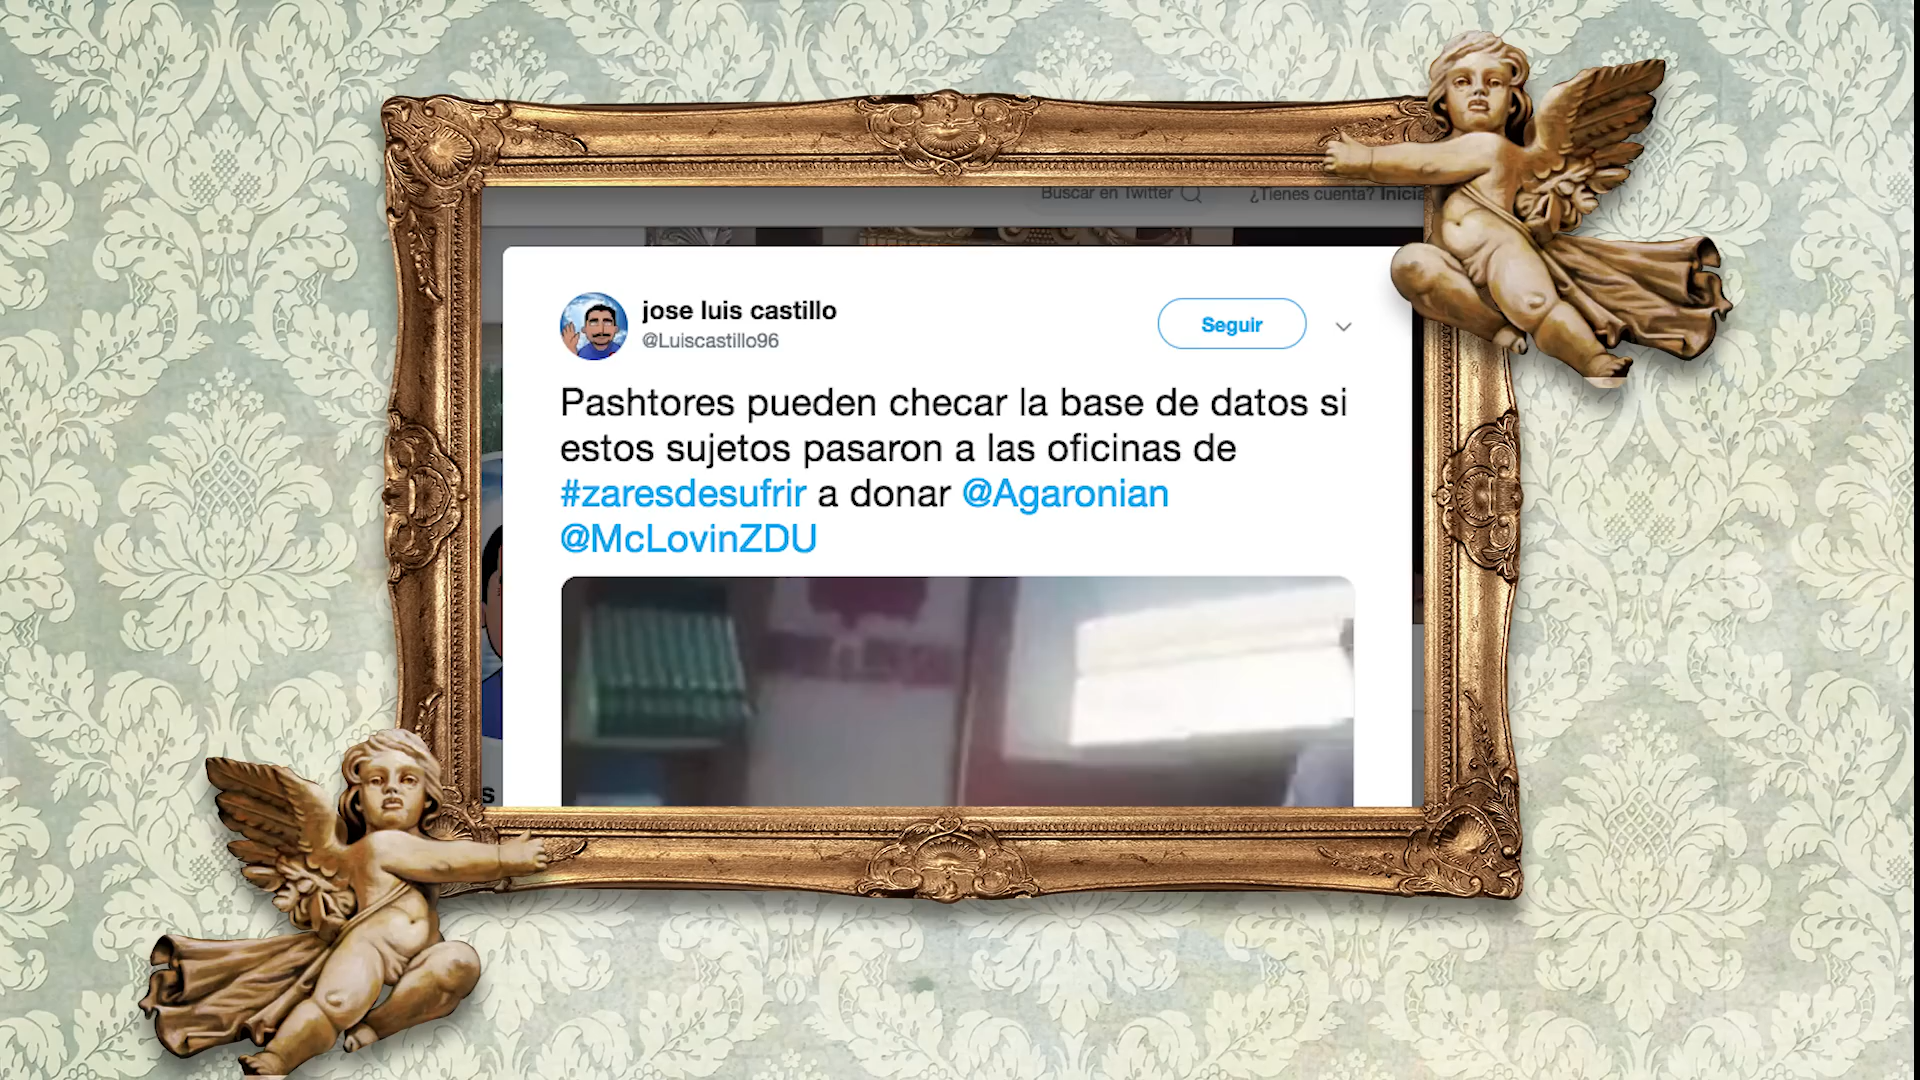 Buscar en Twitter
¿Tienes cuenta? Inicia
jose luis castillo
@Luiscastillo96
Seguir
Pashtores pueden checar la base de datos si
estos sujetos pasaron a las oficinas de
#zaresdesufrir a donar @Agaronian
@McLovinZDU
s